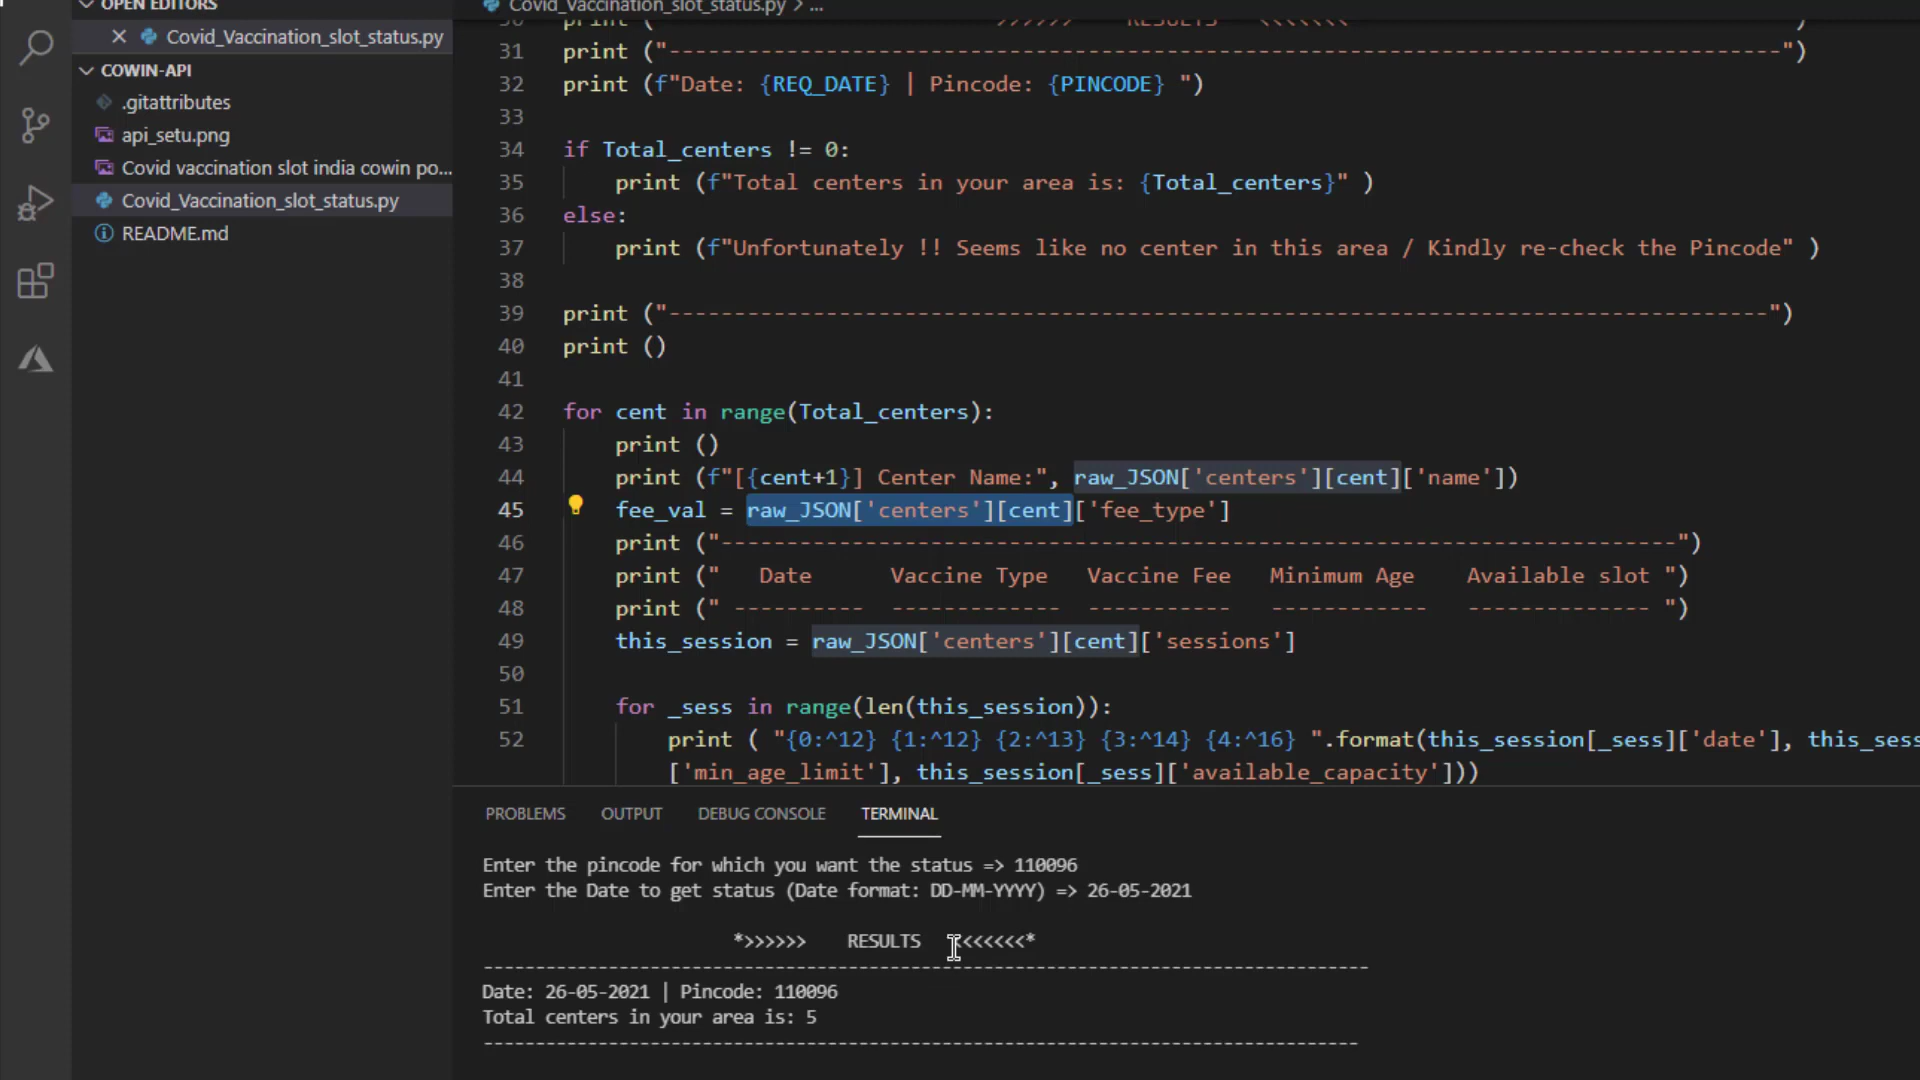 OPEN EDITORS
Covid_Vaccination_slot_status.py
COWIN-API
.gitattributes
api_setu.png
Covid vaccination slot india cowin po...
Covid_Vaccination_slot_status.py
README.md
Covid_Vaccination_slot_status.py > ...
30 print (" >>>>>> RESULTS <<<<<<< ")
31 print ("-------------------------------------------------------------------------------------")
32 print (f"Date: {REQ_DATE} | Pincode: {PINCODE} ")
33
34 if Total_centers != 0:
35 print (f"Total centers in your area is: {Total_centers}" )
36 else:
37 print (f"Unfortunately !! Seems like no center in this area / Kindly re-check the Pincode" )
38
39 print ("------------------------------------------------------------------------------------")
40 print ()
41
42 for cent in range(Total_centers):
43 print ()
44 print (f"[{cent+1}] Center Name:", raw_JSON['centers'][cent]['name'])
45 fee_val = raw_JSON['centers'][cent]['fee_type']
46 print ("-------------------------------------------------------------------------")
47 print ("   Date      Vaccine Type   Vaccine Fee   Minimum Age    Available slot ")
48 print (" ----------  -------------  -----------   ------------   -------------- ")
49 this_session = raw_JSON['centers'][cent]['sessions']
50
51 for _sess in range(len(this_session)):
52 print ( "{0:^12} {1:^12} {2:^13} {3:^14} {4:^16} ".format(this_session[_sess]['date'], this_sess
['min_age_limit'], this_session[_sess]['available_capacity']))
PROBLEMS OUTPUT DEBUG CONSOLE TERMINAL
Enter the pincode for which you want the status => 110096
Enter the Date to get status (Date format: DD-MM-YYYY) => 26-05-2021
*>>>>>> RESULTS <<<<<<<*
-------------------------------------------------------------------------------------
Date: 26-05-2021 | Pincode: 110096
Total centers in your area is: 5
------------------------------------------------------------------------------------